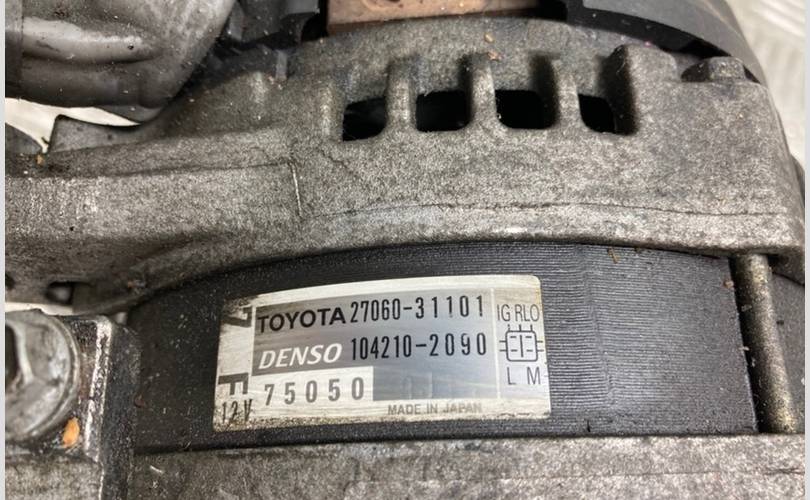 TOYOTA 27060-31101
DENSO 104210-2090
75050
12V
MADE IN JAPAN
IG RLO
L M